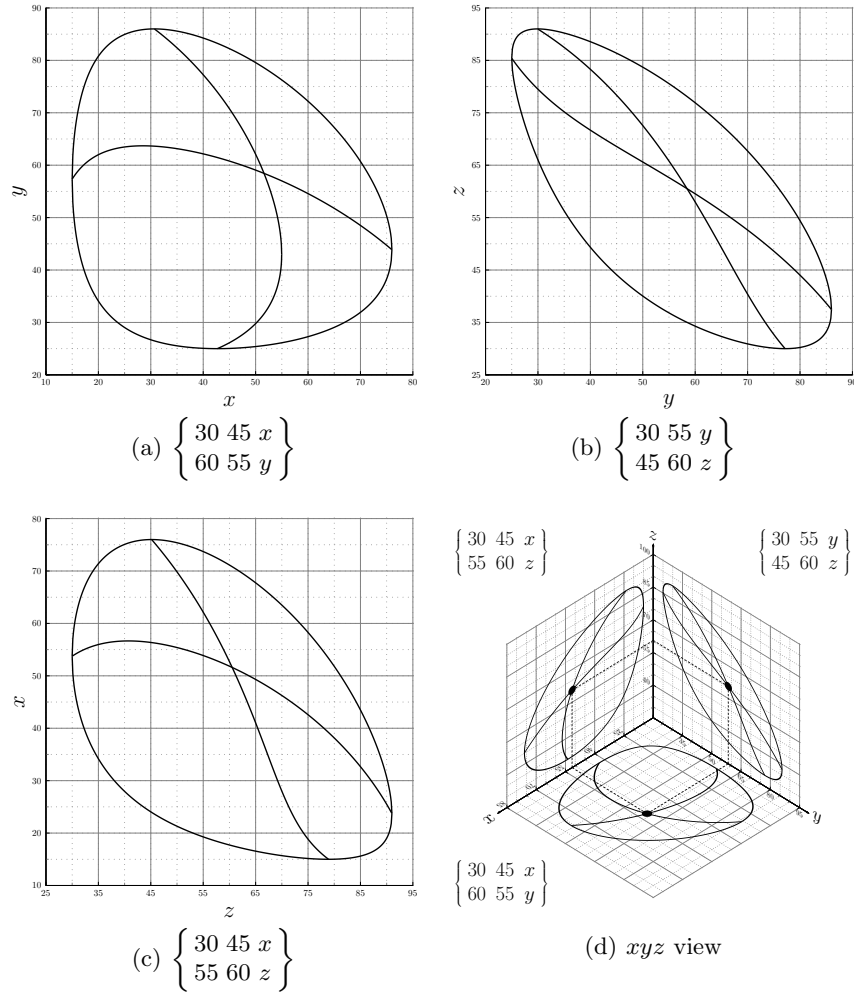 90
80
70
60
50
40
30
20
10 20 30 40 50 60 70 80
y
x
(a) { 30 45 x
60 55 y }
95
85
75
65
55
45
35
25
20 30 40 50 60 70 80 90
z
y
(b) { 30 55 y
45 60 z }
80
70
60
50
40
30
20
10
25 35 45 55 65 75 85 95
x
z
(c) { 30 45 x
55 60 z }
{ 30 45 x
55 60 z }
z
{ 30 55 y
45 60 z }
100
85
x
y
{ 30 45 x
60 55 y }
(d) xyz view